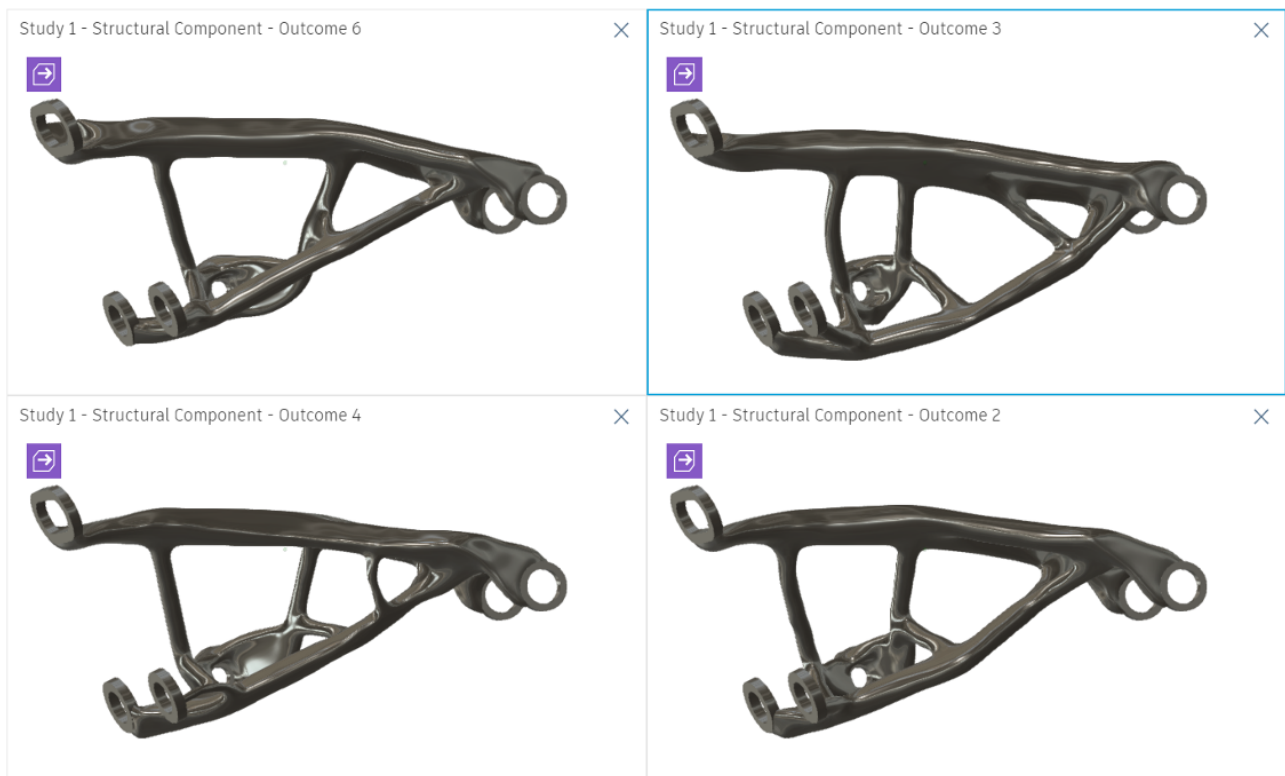 Study 1 - Structural Component - Outcome 6
Study 1 - Structural Component - Outcome 3
Study 1 - Structural Component - Outcome 4
Study 1 - Structural Component - Outcome 2